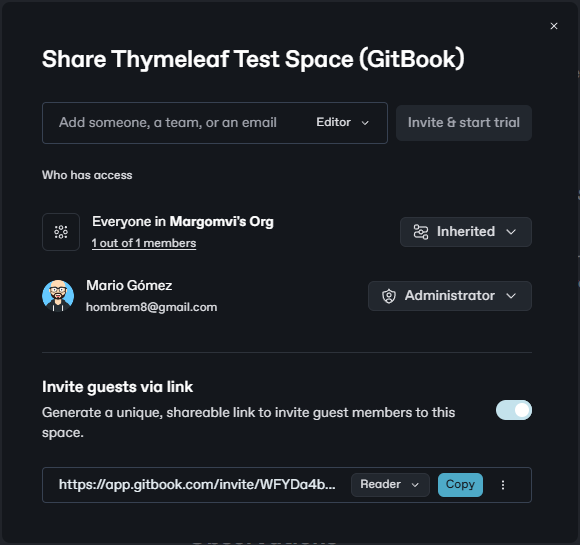 Share Thymeleaf Test Space (GitBook)
Add someone, a team, or an email
Editor
Invite & start trial
Who has access
Everyone in Margomvi's Org
1 out of 1 members
Inherited
Mario Gómez
hombrem8@gmail.com
Administrator
Invite guests via link
Generate a unique, shareable link to invite guest members to this
space.
https://app.gitbook.com/invite/WFYDa4b...
Reader
Copy